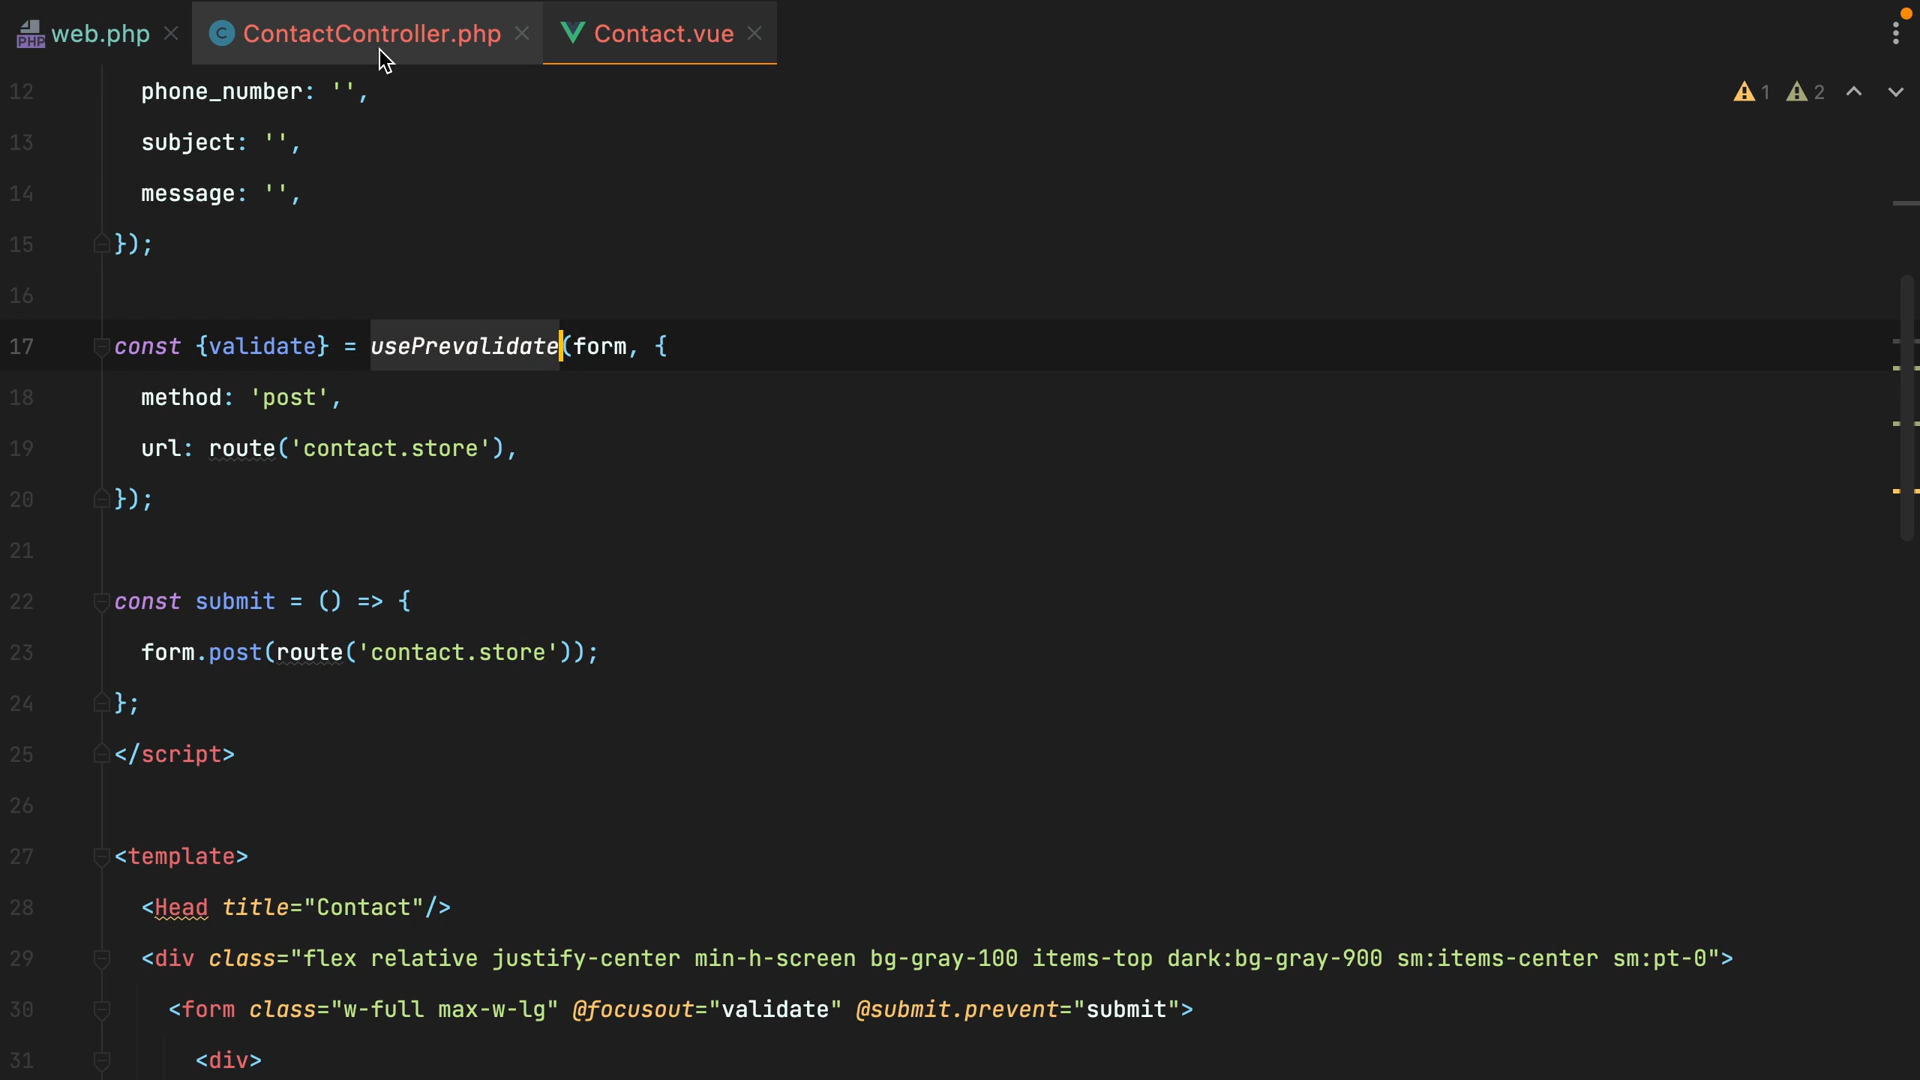 web.php ContactController.php Contact.vue
12 phone_number: '',
1 2
13 subject: '',
14 message: '',
15 });
16
17 const {validate} = usePrevalidate(form, {
18 method: 'post',
19 url: route('contact.store'),
20 });
21
22 const submit = () => {
23 form.post(route('contact.store'));
24 };
25 </script>
26
27 <template>
28 <Head title="Contact"/>
29 <div class="flex relative justify-center min-h-screen bg-gray-100 items-top dark:bg-gray-900 sm:items-center sm:pt-0">
30 <form class="w-full max-w-lg" @focusout="validate" @submit.prevent="submit">
31 <div>